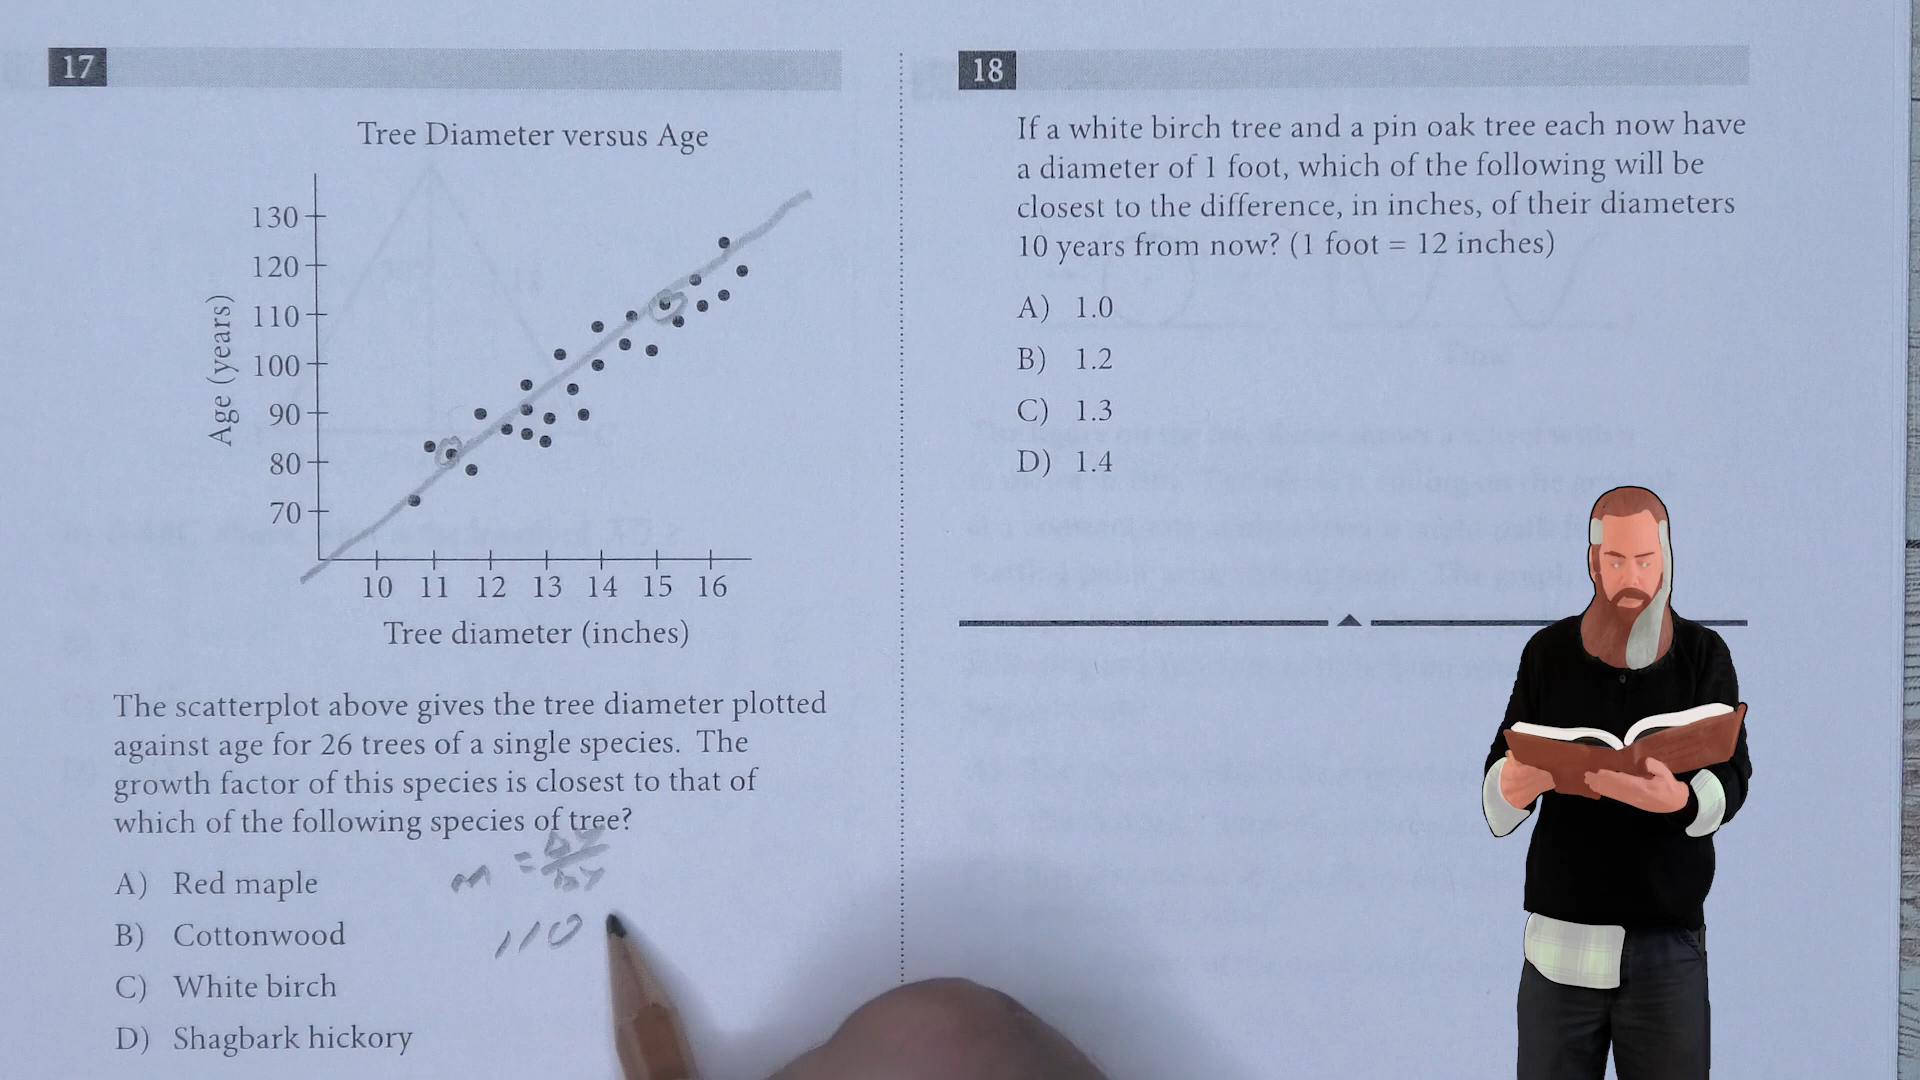 17
Tree Diameter versus Age
130
120
110
100
90
80
70
Age (years)
10 11 12 13 14 15 16
Tree diameter (inches)
The scatterplot above gives the tree diameter plotted
against age for 26 trees of a single species. The
growth factor of this species is closest to that of
which of the following species of tree?
A) Red maple
B) Cottonwood
C) White birch
D) Shagbark hickory
m =
110
18
If a white birch tree and a pin oak tree each now have
a diameter of 1 foot, which of the following will be
closest to the difference, in inches, of their diameters
10 years from now? (1 foot = 12 inches)
A) 1.0
B) 1.2
C) 1.3
D) 1.4